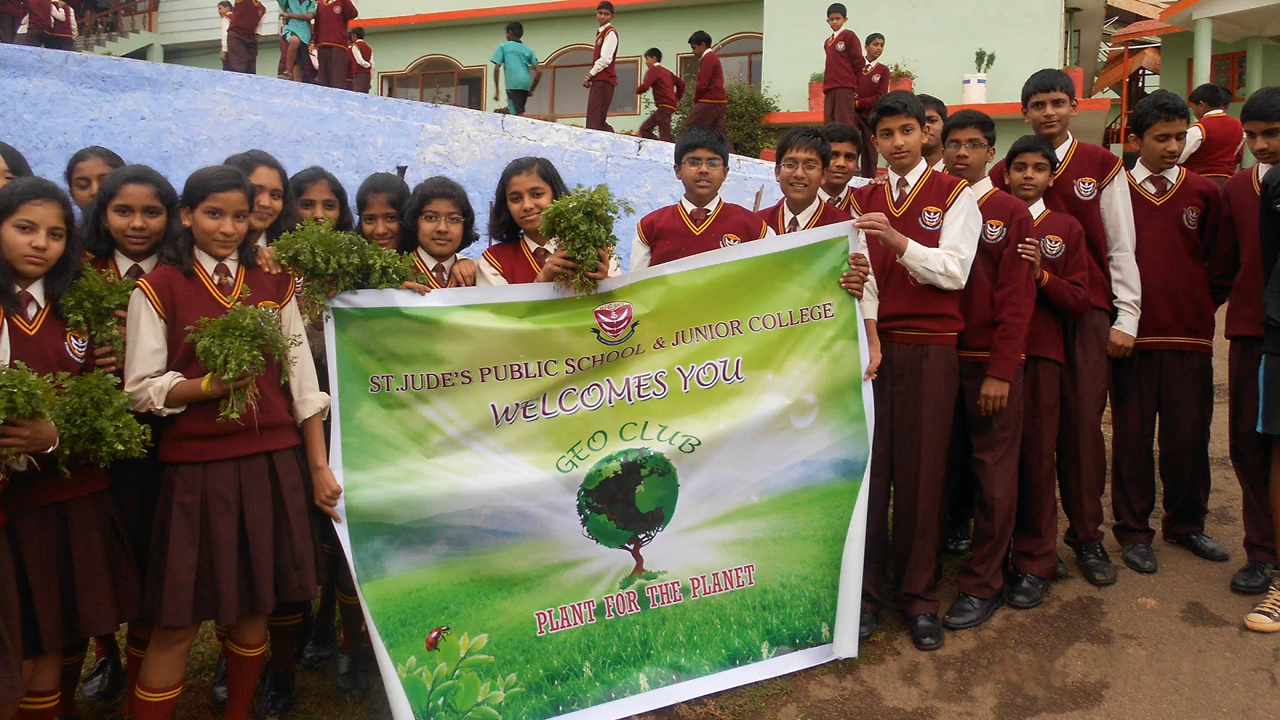 ST.JUDE'S PUBLIC SCHOOL & JUNIOR COLLEGE
WELCOMES YOU
GEO CLUB
PLANT FOR THE PLANET